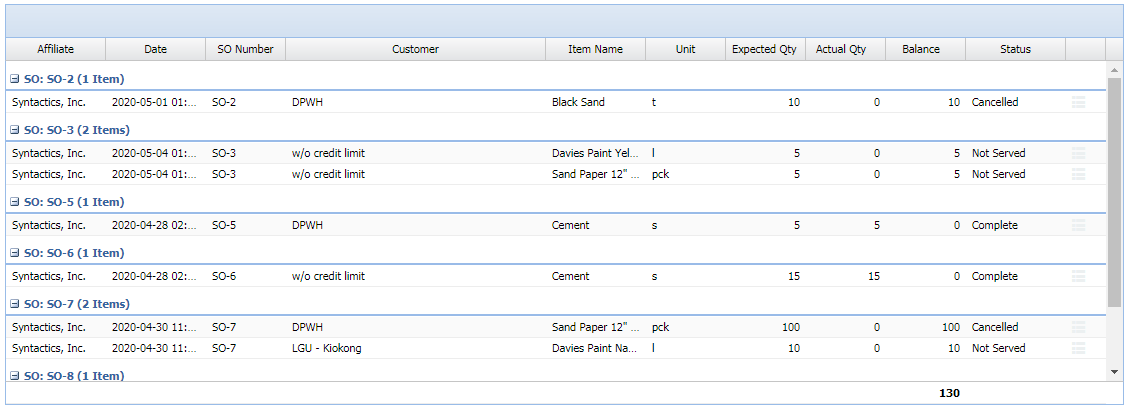 Affiliate Date SO Number Customer Item Name Unit Expected Qty Actual Qty Balance Status
SO: SO-2 (1 Item)
Syntactics, Inc. 2020-05-01 01:... SO-2 DPWH Black Sand t 10 0 10 Cancelled
SO: SO-3 (2 Items)
Syntactics, Inc. 2020-05-04 01:... SO-3 w/o credit limit Davies Paint Yel... l 5 0 5 Not Served
Syntactics, Inc. 2020-05-04 01:... SO-3 w/o credit limit Sand Paper 12" ... pck 5 0 5 Not Served
SO: SO-5 (1 Item)
Syntactics, Inc. 2020-04-28 02:... SO-5 DPWH Cement s 5 5 0 Complete
SO: SO-6 (1 Item)
Syntactics, Inc. 2020-04-28 02:... SO-6 w/o credit limit Cement s 15 15 0 Complete
SO: SO-7 (2 Items)
Syntactics, Inc. 2020-04-30 11:... SO-7 DPWH Sand Paper 12" ... pck 100 0 100 Cancelled
Syntactics, Inc. 2020-04-30 11:... SO-7 LGU - Kiokong Davies Paint Na... l 10 0 10 Not Served
SO: SO-8 (1 Item)
130